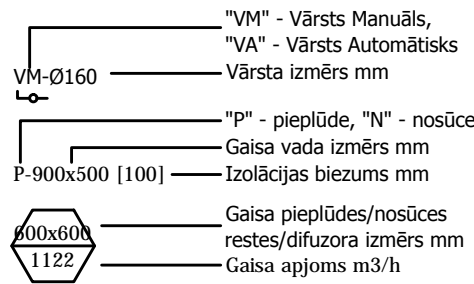 "VM" - Vārsts Manuāls,
"VA" - Vārsts Automātisks
VM-Ø160
Vārsta izmērs mm
"P" - pieplūde, "N" - nosūce
Gaisa vada izmērs mm
P-900x500 [100]
Izolācijas biezums mm
Gaisa pieplūdes/nosūces
600x600
restes/difuzora izmērs mm
1122
Gaisa apjoms m3/h